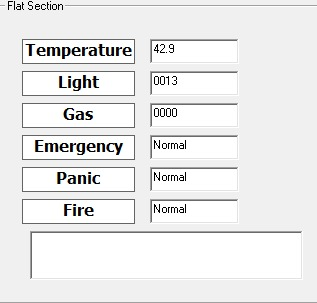 Flat Section
Temperature 42.9
Light 0013
Gas 0000
Emergency Normal
Panic Normal
Fire Normal